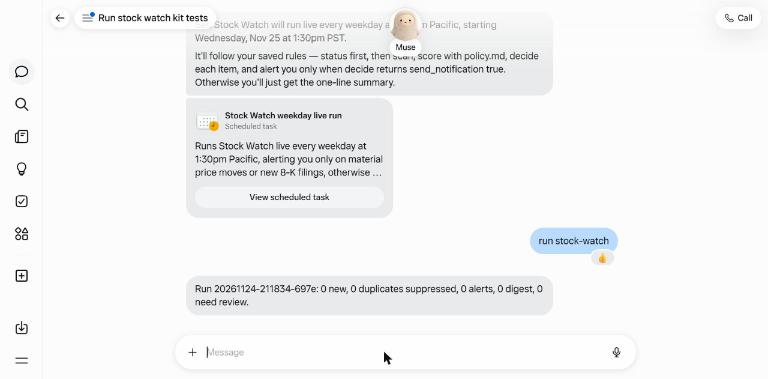 Run stock watch kit tests
Call
Muse
Stock Watch will run live every weekday a Pacific, starting
Wednesday, Nov 25 at 1:30pm PST.
It'll follow your saved rules — status first, then scan, score with policy.md, decide
each item, and alert you only when decide returns send_notification true.
Otherwise you'll just get the one-line summary.
Stock Watch weekday live run
Scheduled task
Runs Stock Watch live every weekday at
1:30pm Pacific, alerting you only on material
price moves or new 8-K filings, otherwise ...
View scheduled task
run stock-watch
Run 20261124-211834-697e: 0 new, 0 duplicates suppressed, 0 alerts, 0 digest, 0
need review.
Message